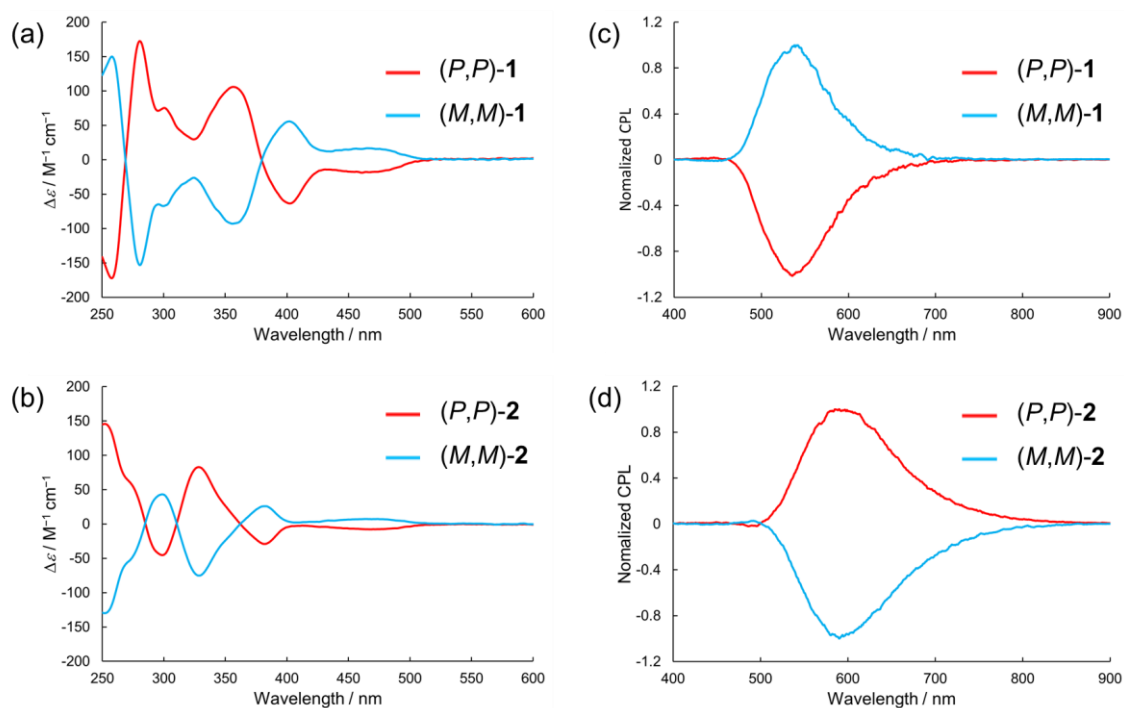 (a)
(P,P)-1
(M,M)-1
Δε / M⁻¹ cm⁻¹
200
150
100
50
0
-50
-100
-150
-200
250 300 350 400 450 500 550 600
Wavelength / nm
(c)
(P,P)-1
(M,M)-1
Nomalized CPL
1.2
0.8
0.4
0
-0.4
-0.8
-1.2
400 500 600 700 800 900
Wavelength / nm
(b)
(P,P)-2
(M,M)-2
Δε / M⁻¹ cm⁻¹
200
150
100
50
0
-50
-100
-150
-200
250 300 350 400 450 500 550 600
Wavelength / nm
(d)
(P,P)-2
(M,M)-2
Nomalized CPL
1.2
0.8
0.4
0
-0.4
-0.8
-1.2
400 500 600 700 800 900
Wavelength / nm